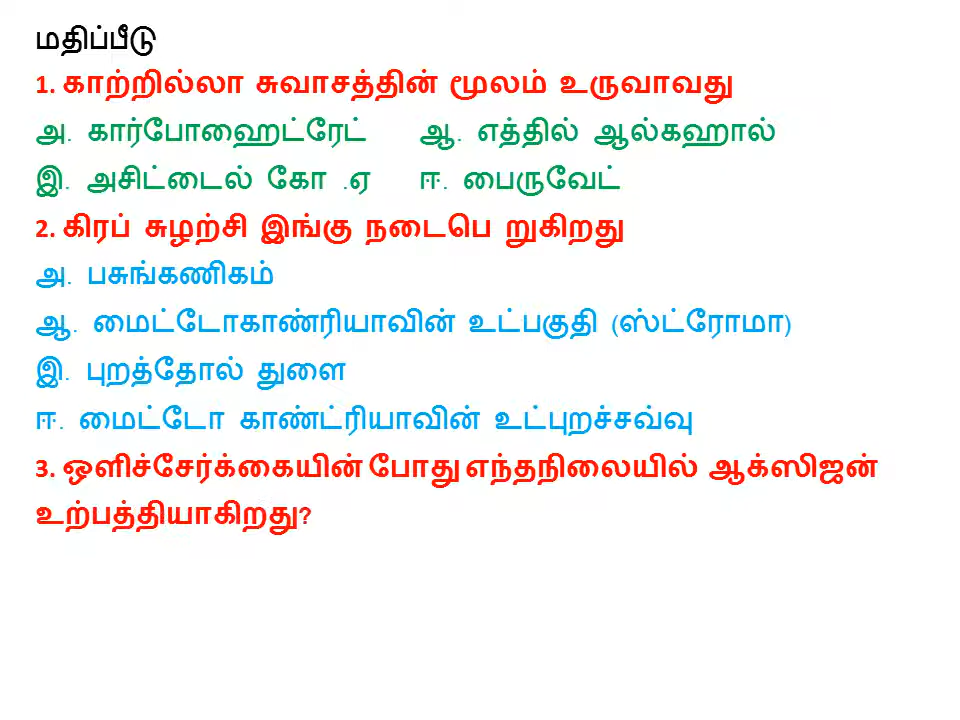 மதிப்பீடு
1. காற்றில்லா சுவாசத்தின் மூலம் உருவாவது
அ. கார்போஹைட்ரேட் ஆ. எத்தில் ஆல்கஹால்
இ. அசிட்டைல் கோ .ஏ ஈ. பைருவேட்
2. கிரப் சுழற்சி இங்கு நடைபெ றுகிறது
அ. பசுங்கணிகம்
ஆ. மைட்டோகாண்ரியாவின் உட்பகுதி (ஸ்ட்ரோமா)
இ. புறத்தோல் துளை
ஈ. மைட்டோ காண்ட்ரியாவின் உட்புறச்சவ்வு
3. ஒளிச்சேர்க்கையின் போது எந்தநிலையில் ஆக்ஸிஜன்
உற்பத்தியாகிறது?